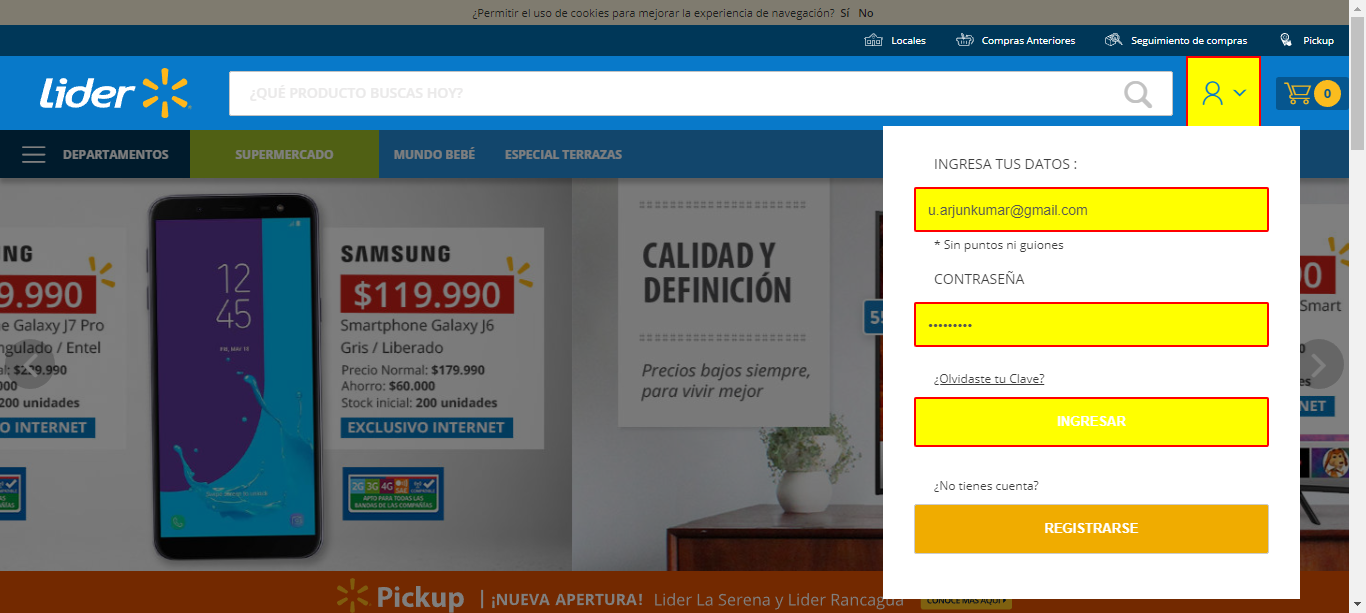 ¿Permitir el uso de cookies para mejorar la experiencia de navegación? Sí No
Locales Compras Anteriores Seguimiento de compras Pickup
Lider
¿QUÉ PRODUCTO BUSCAS HOY?
0
DEPARTAMENTOS SUPERMERCADO MUNDO BEBÉ ESPECIAL TERRAZAS
INGRESA TUS DATOS :
u.arjunkumar@gmail.com
* Sin puntos ni guiones
CONTRASEÑA
•••••••••
¿Olvidaste tu Clave?
INGRESAR
¿No tienes cuenta?
REGISTRARSE
NG
9.990
e Galaxy J7 Pro
ngulado / Entel
al: $229.990
000
200 unidades
O INTERNET
12
45
SAMSUNG
$119.990
Smartphone Galaxy J6
Gris / Liberado
Precio Normal: $179.990
Ahorro: $60.000
Stock inicial: 200 unidades
EXCLUSIVO INTERNET
2G 3G 4G
APTO PARA TODAS LAS
BANDAS DE LAS COMPAÑÍAS
CALIDAD Y
DEFINICIÓN
Precios bajos siempre,
para vivir mejor
55
0
Smart
NET
Pickup | ¡NUEVA APERTURA! Lider La Serena y Lider Rancagua
CONOCE MÁS AQUÍ